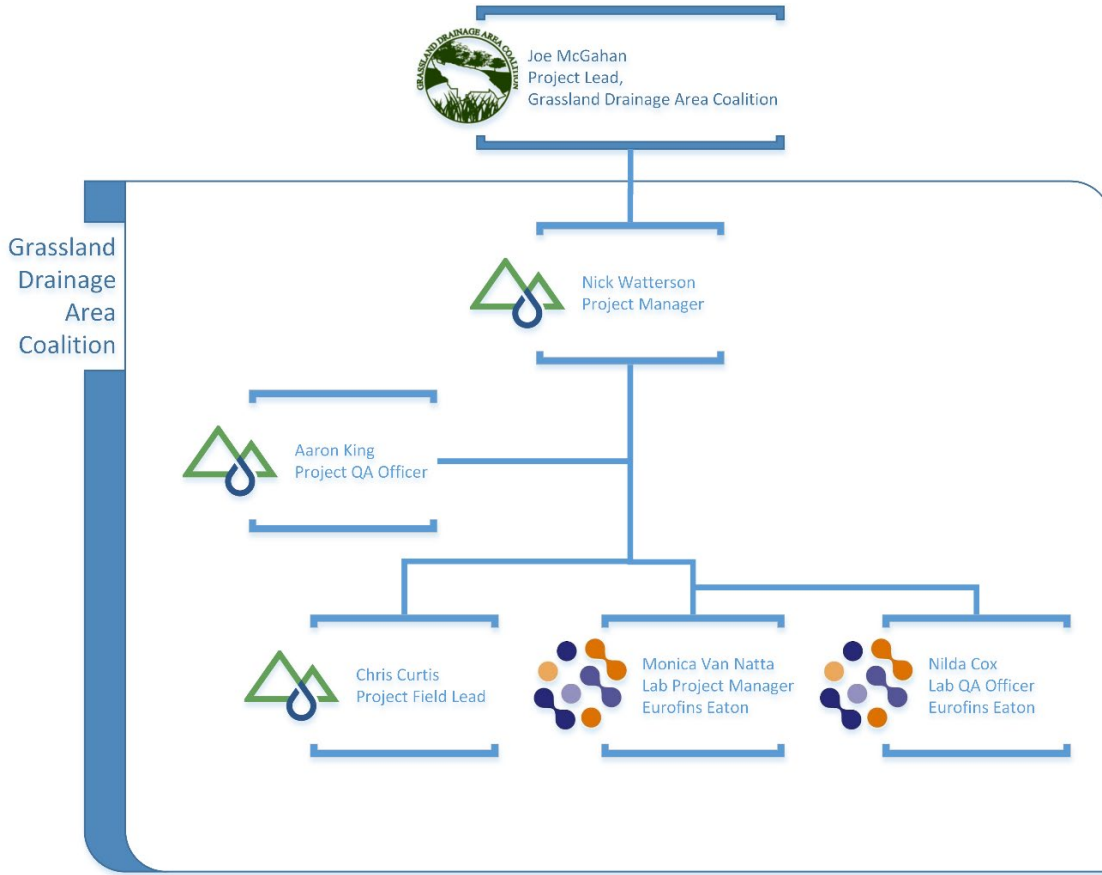 GRASSLAND DRAINAGE AREA COALITION
Joe McGahan
Project Lead,
Grassland Drainage Area Coalition
Grassland
Drainage
Area
Coalition
Nick Watterson
Project Manager
Aaron King
Project QA Officer
Chris Curtis
Project Field Lead
Monica Van Natta
Lab Project Manager
Eurofins Eaton
Nilda Cox
Lab QA Officer
Eurofins Eaton